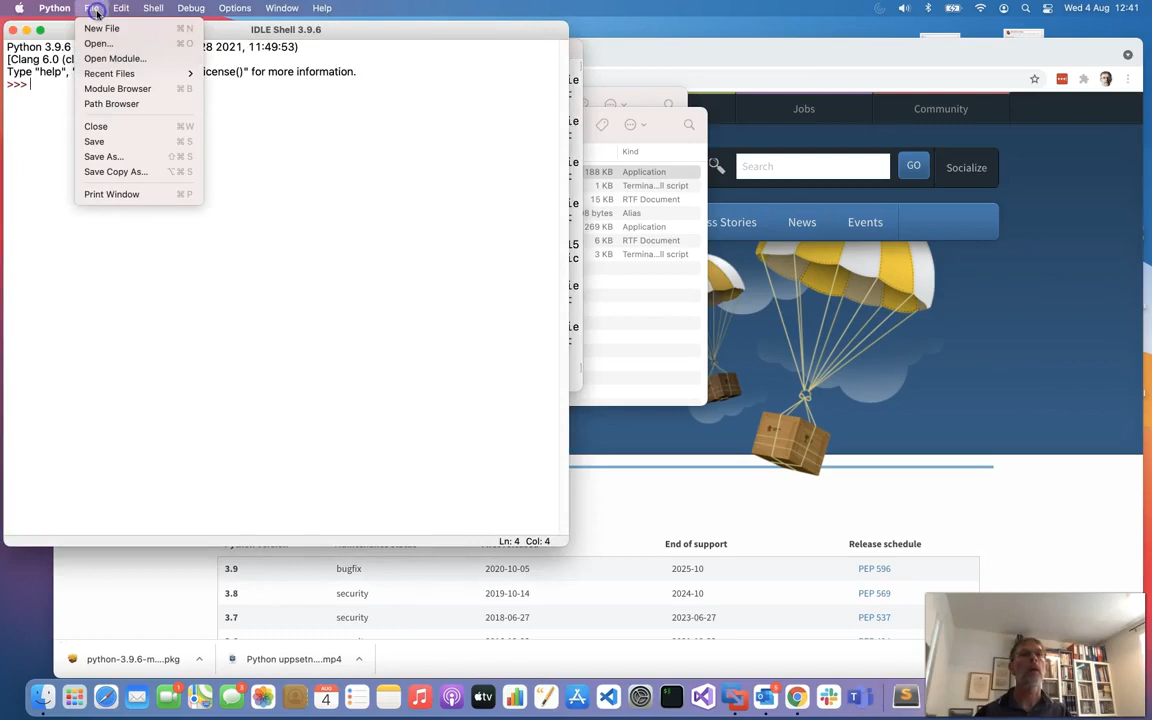 Python File Edit Shell Debug Options Window Help Wed 4 Aug 12:41
IDLE Shell 3.9.6
New File ⌘ N
Open... ⌘ O
Open Module...
Recent Files
Module Browser ⌘ B
Path Browser
Close ⌘ W
Save ⌘ S
Save As... ⇧ ⌘ S
Save Copy As... ⌥ ⌘ S
Print Window ⌘ P
Python 3.9.6 28 2021, 11:49:53)
[Clang 6.0 (cl
Type "help", " icense()" for more information.
>>>
Ln: 4 Col: 4
Kind
188 KB Application
1 KB Termina...ll script
15 KB RTF Document
8 bytes Alias
269 KB Application
6 KB RTF Document
3 KB Termina...ll script
Jobs Community
Search GO Socialize
ss Stories News Events
End of support Release schedule
3.9 bugfix 2020-10-05 2025-10 PEP 596
3.8 security 2019-10-14 2024-10 PEP 569
3.7 security 2018-06-27 2023-06-27 PEP 537
python-3.9.6-m....pkg Python uppsetn....mp4
AUG
4